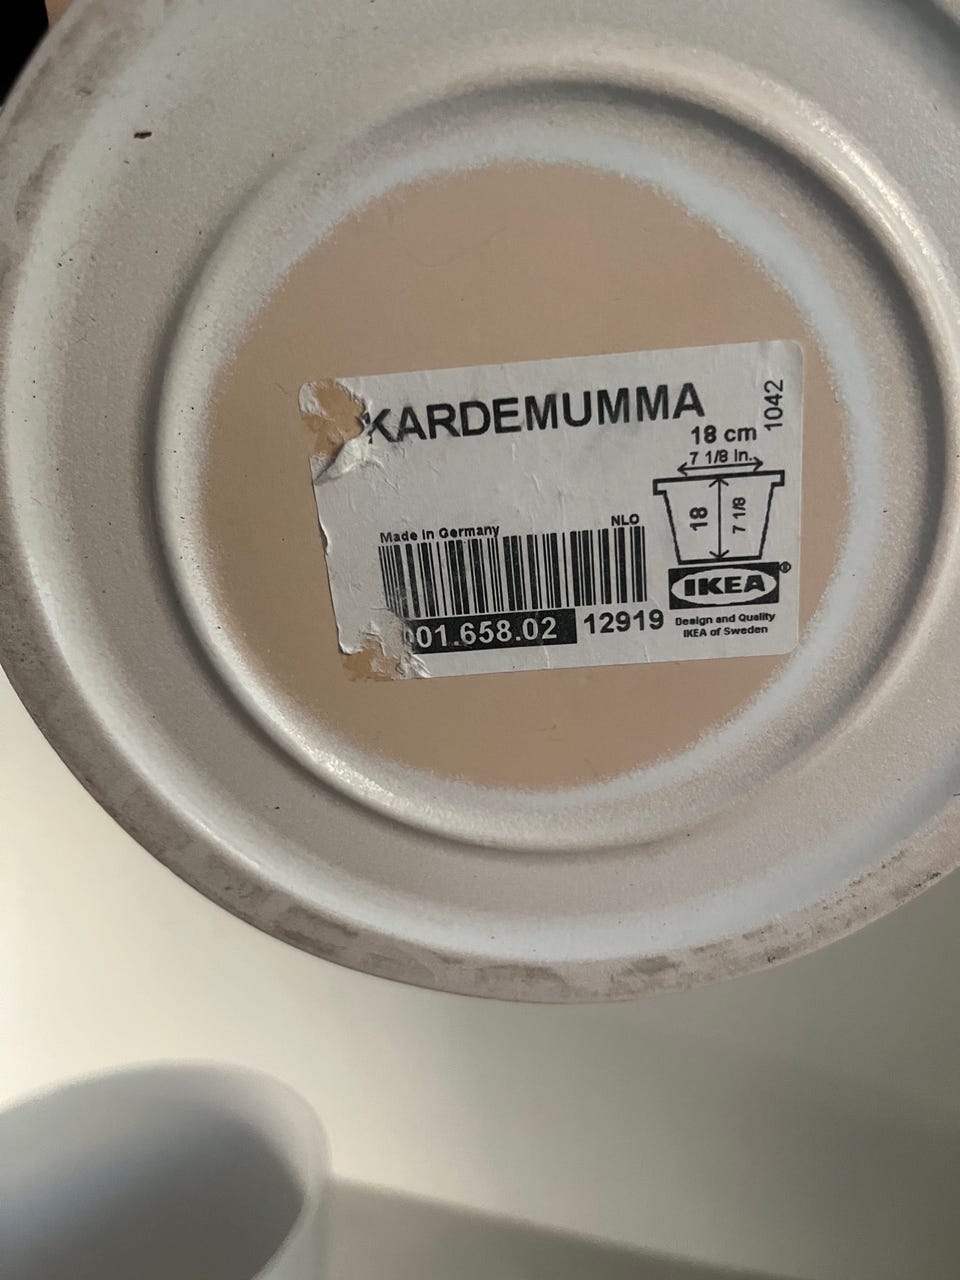 KARDEMUMMA
1042
18 cm
7 1/8 in.
18
7 1/8
Made in Germany
NLO
001.658.02
12919
IKEA®
Design and Quality
IKEA of Sweden